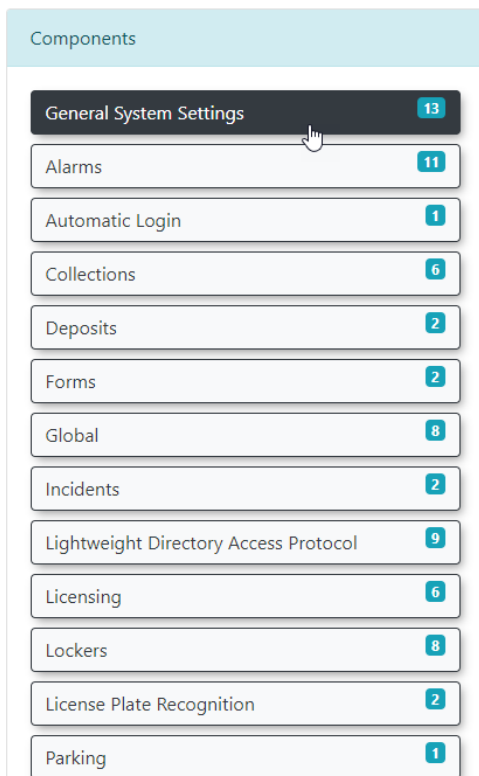 Components
General System Settings 13
Alarms 11
Automatic Login 1
Collections 6
Deposits 2
Forms 2
Global 8
Incidents 2
Lightweight Directory Access Protocol 9
Licensing 6
Lockers 8
License Plate Recognition 2
Parking 1